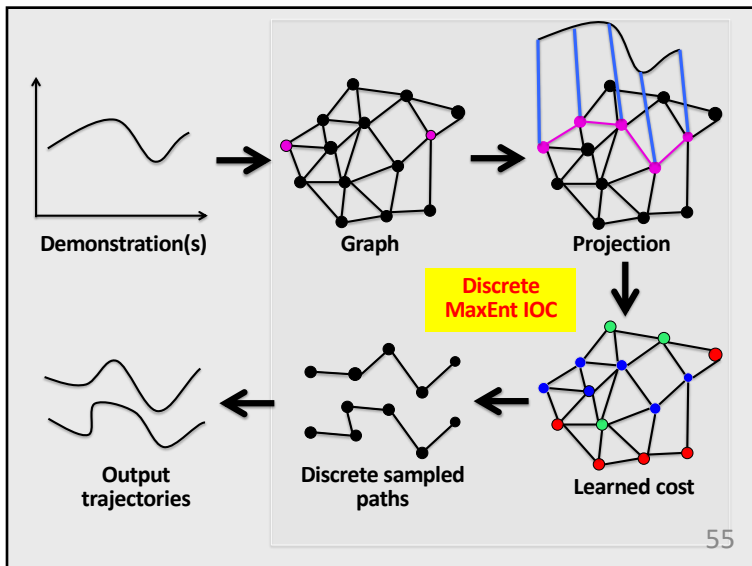 Demonstration(s)
Graph
Projection
Discrete
MaxEnt IOC
Output
trajectories
Discrete sampled
paths
Learned cost
55